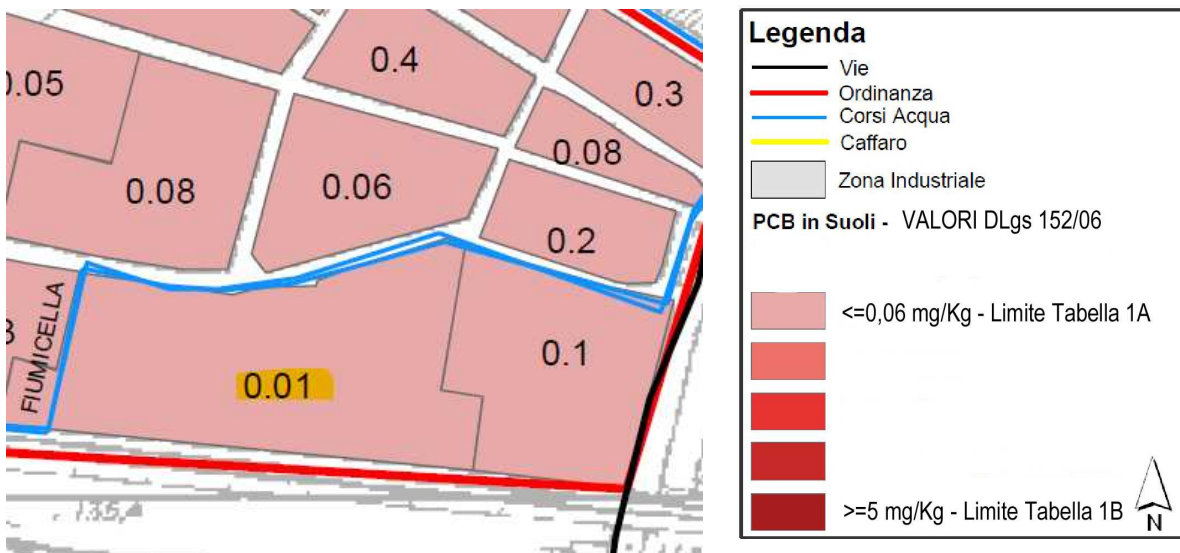 0.4
0.05
0.3
0.08
0.08
0.06
0.2
0.1
0.01
FIUMICELLA
Legenda
Vie
Ordinanza
Corsi Acqua
Caffaro
Zona Industriale
PCB in Suoli - VALORI DLgs 152/06
<=0,06 mg/Kg - Limite Tabella 1A
>=5 mg/Kg - Limite Tabella 1B
N